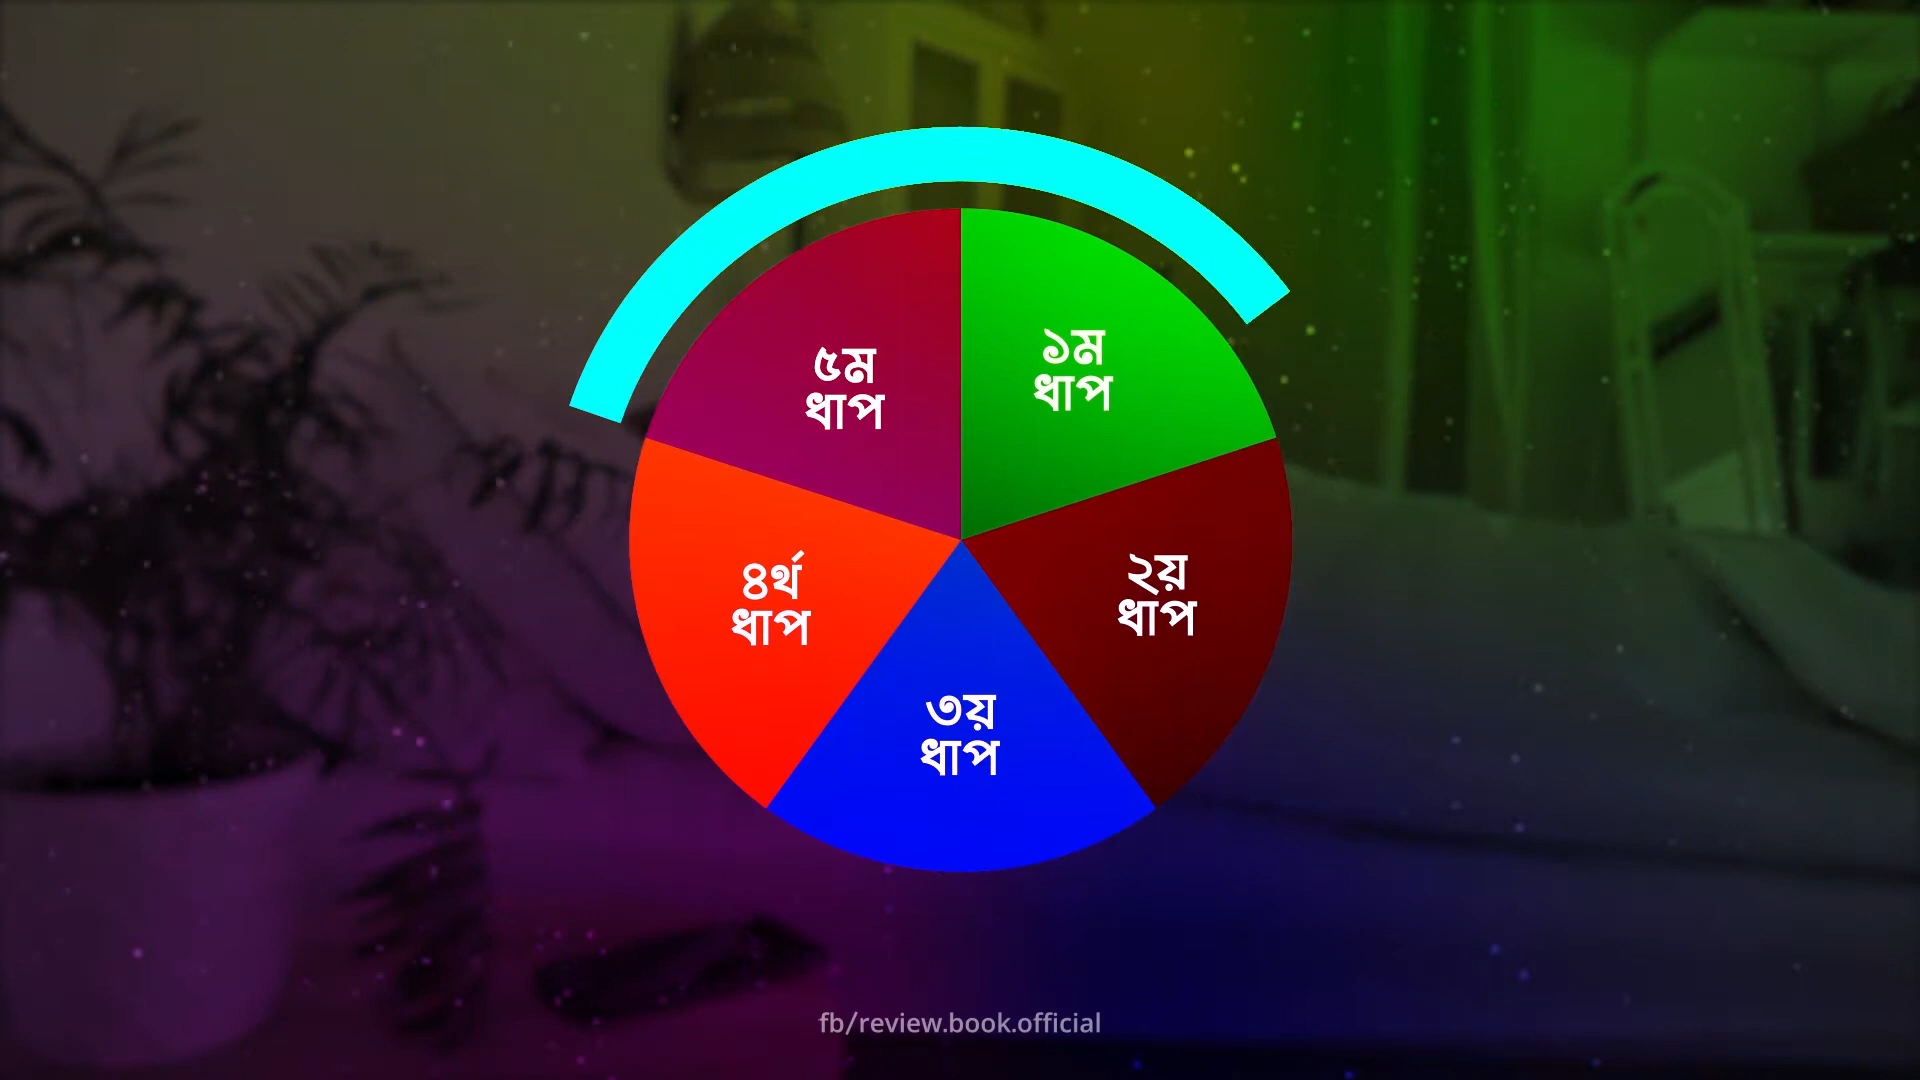 ১ম
ধাপ
২য়
ধাপ
৩য়
ধাপ
৪র্থ
ধাপ
৫ম
ধাপ
fb/review.book.official